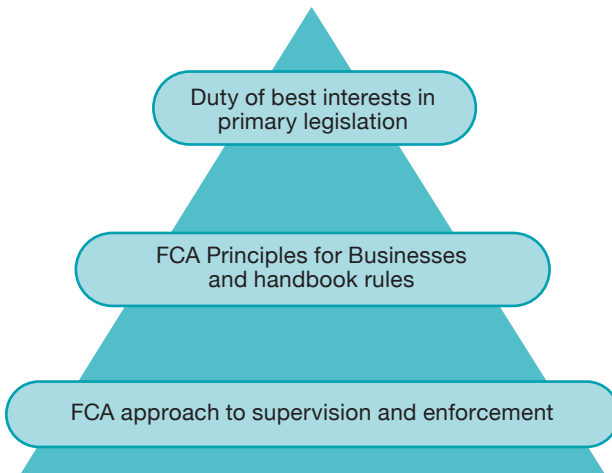 Duty of best interests in
primary legislation
FCA Principles for Businesses
and handbook rules
FCA approach to supervision and enforcement